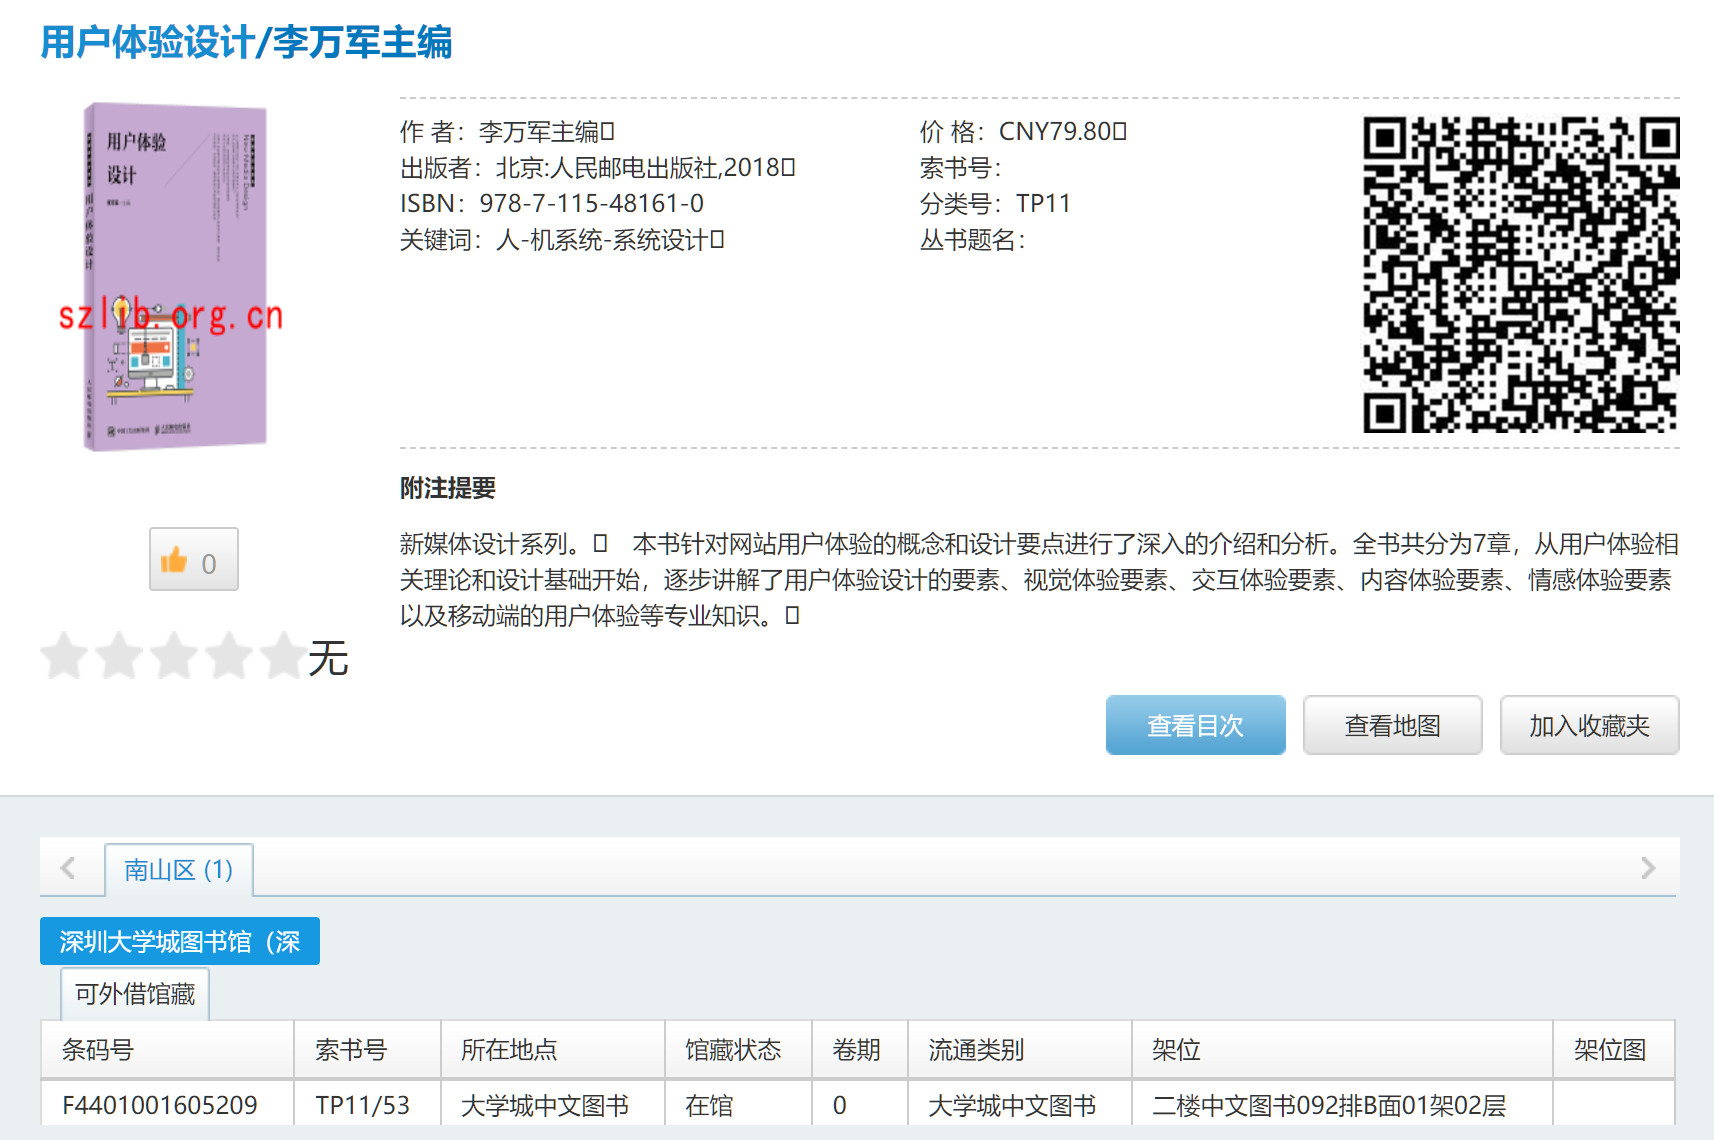 用户体验设计/李万军主编
用户体验
设计
用户体验设计
New Media Design
szlib.org.cn
作 者：李万军主编
出版者：北京:人民邮电出版社,2018
ISBN：978-7-115-48161-0
关键词：人-机系统-系统设计
价 格：CNY79.80
索书号：
分类号：TP11
丛书题名：
附注提要
新媒体设计系列。 本书针对网站用户体验的概念和设计要点进行了深入的介绍和分析。全书共分为7章，从用户体验相
关理论和设计基础开始，逐步讲解了用户体验设计的要素、视觉体验要素、交互体验要素、内容体验要素、情感体验要素
以及移动端的用户体验等专业知识。
0
无
查看目次 查看地图 加入收藏夹
南山区 (1)
深圳大学城图书馆（深
可外借馆藏
条码号 索书号 所在地点 馆藏状态 卷期 流通类别 架位 架位图
F4401001605209 TP11/53 大学城中文图书 在馆 0 大学城中文图书 二楼中文图书092排B面01架02层